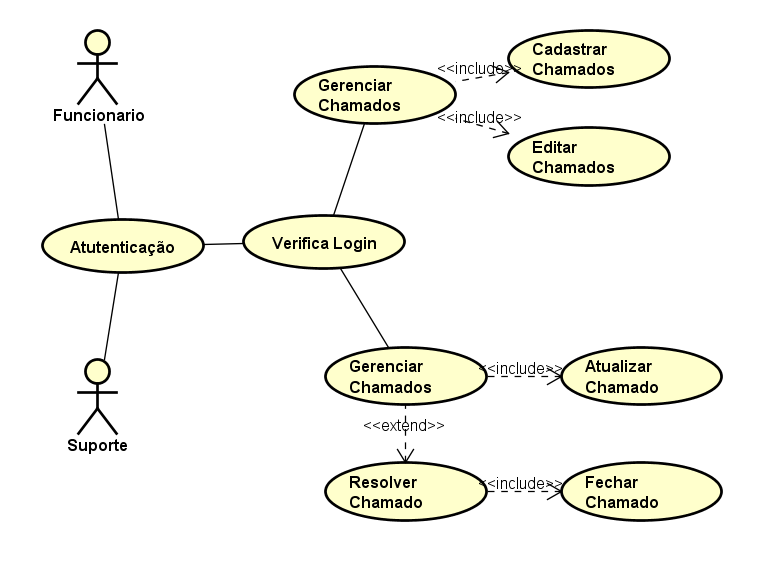 Funcionario
Atutenticação
Suporte
Verifica Login
Gerenciar
Chamados
<<include>>
Cadastrar
Chamados
<<include>>
Editar
Chamados
Gerenciar
Chamados
<<include>>
Atualizar
Chamado
<<extend>>
Resolver
Chamado
<<include>>
Fechar
Chamado